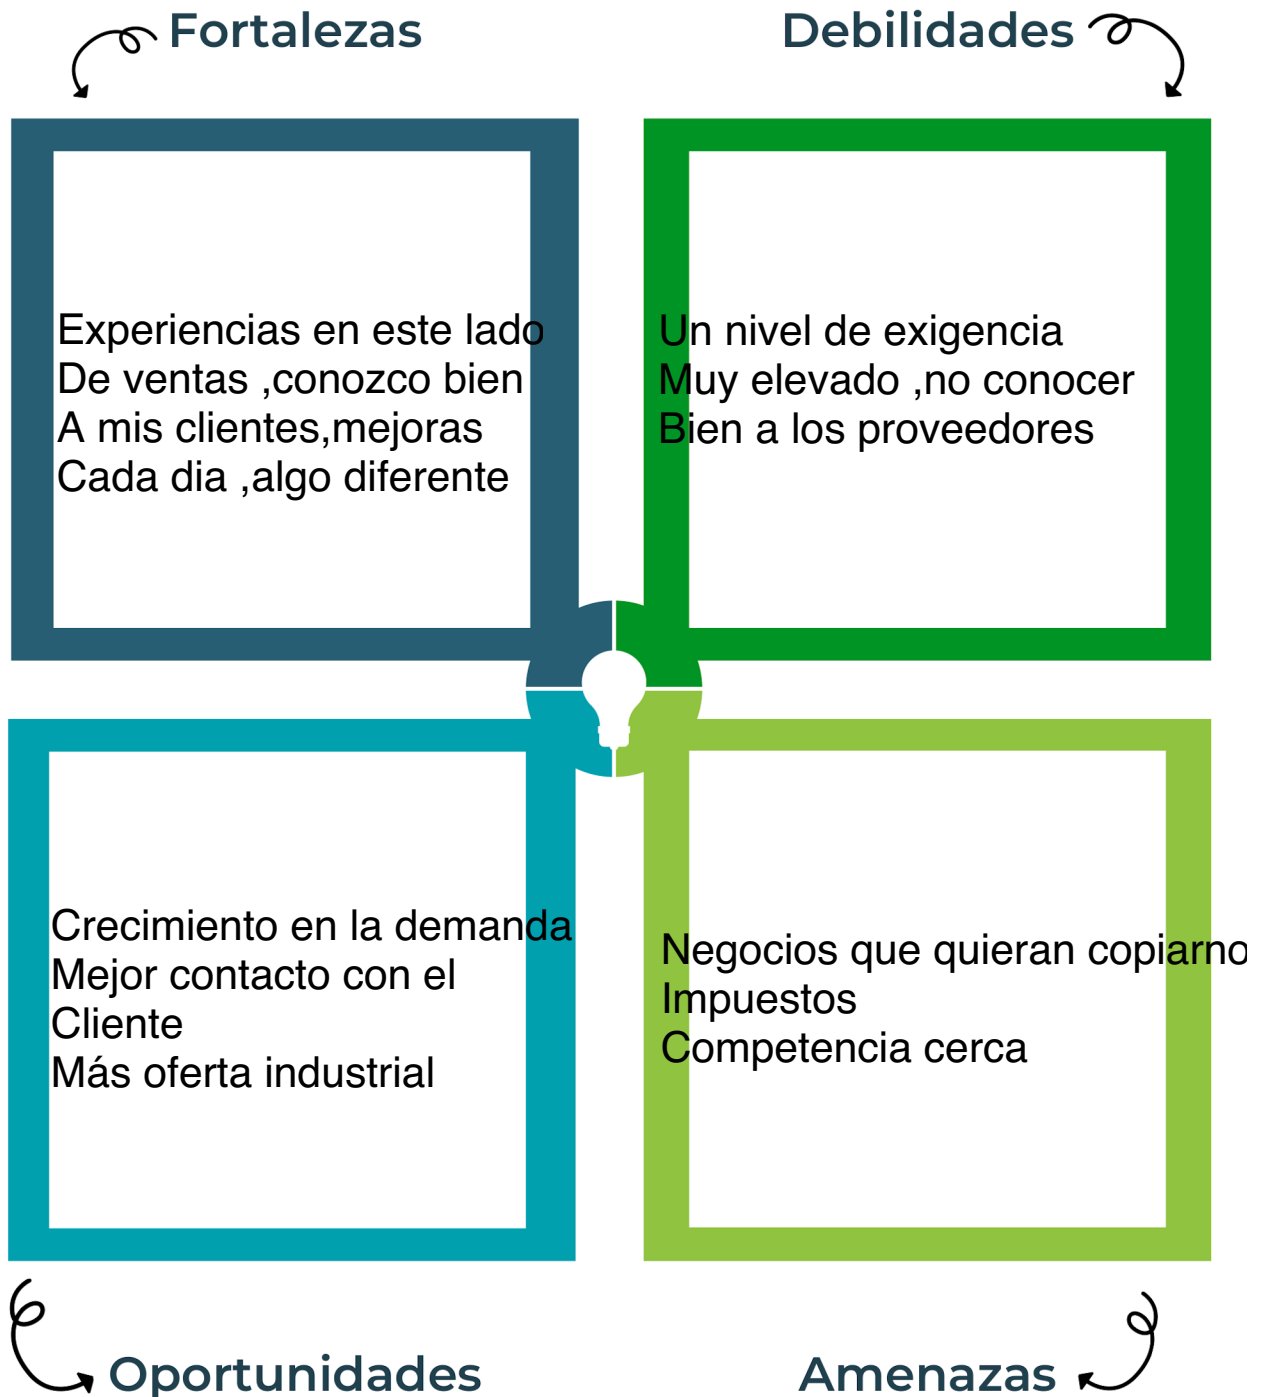 Fortalezas
Experiencias en este lado
De ventas ,conozco bien
A mis clientes,mejoras
Cada dia ,algo diferente
Debilidades
Un nivel de exigencia
Muy elevado ,no conocer
Bien a los proveedores
Crecimiento en la demanda
Mejor contacto con el
Cliente
Más oferta industrial
Oportunidades
Negocios que quieran copiarno
Impuestos
Competencia cerca
Amenazas